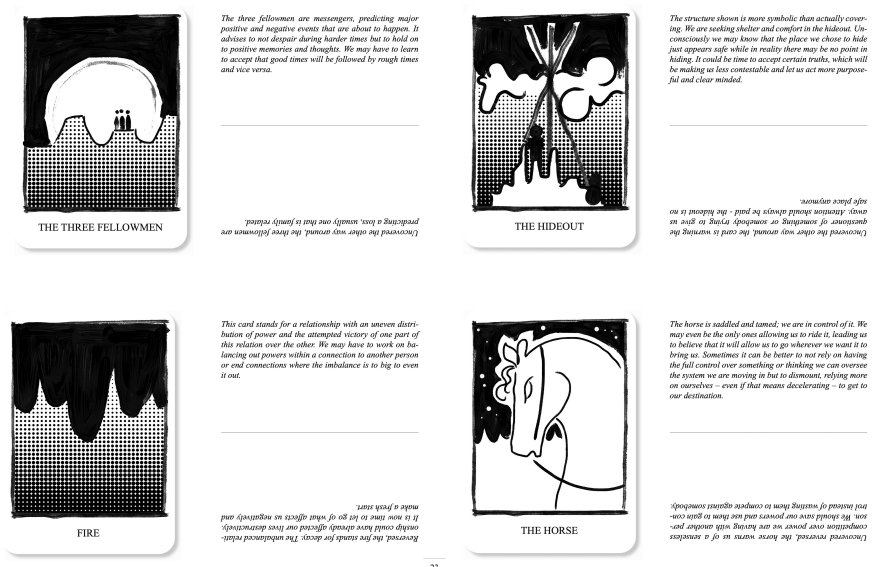 THE THREE FELLOWMEN
The three fellowmen are messengers, predicting major
positive and negative events that are about to happen. It
advises to not despair during harder times but to hold on
to positive memories and thoughts. We may have to learn
to accept that good times will be followed by rough times
and vice versa.
Uncovered the other way around, the three fellowmen are
predicting a loss, usually one that is family related.
THE HIDEOUT
The structure shown is more symbolic than actually cover-
ing. We are seeking shelter and comfort in the hideout. Un-
consciously we may know that the place we chose to hide
just appears safe while in reality there may be no point in
hiding. It could be time to accept certain truths, which will
be making us less contestable and let us act more purpose-
ful and clear minded.
Uncovered the other way around, the card is warning the
questioner of something or somebody trying to give us
away. Attention should always be paid - the hideout is no
safe place anymore.
FIRE
This card stands for a relationship with an uneven distri-
bution of power and the attempted victory of one part of
this relation over the other. We may have to work on ba-
lancing out powers within a connection to another person
or end connections where the imbalance is to big to even
it out.
Reversed, the fire stands for decay. The unbalanced relati-
onship could have already affected our lives destructively.
It is now time to let go of what affects us negatively and
make a fresh start.
THE HORSE
The horse is saddled and tamed; we are in control of it. We
may even be the only ones allowing us to ride it, leading us
to believe that it will allow us to go wherever we want it to
bring us. Sometimes it can be better to not rely on having
the full control over something or thinking we can oversee
the system we are moving in but to dismount, relying more
on ourselves – even if that means decelerating – to get to
our destination.
Uncovered reversed, the horse warns us of a senseless
competition over power we are having with another per-
son. We should save our powers and use them to gain con-
trol instead of wasting them to compete against somebody.